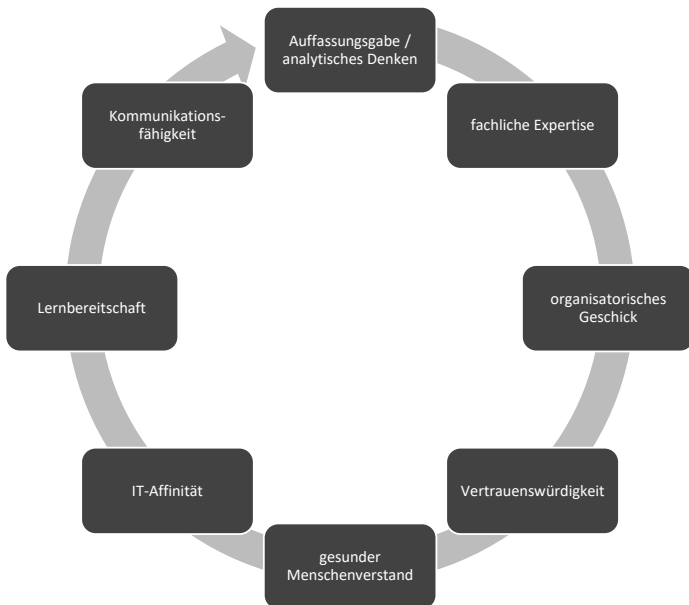 Auffassungsgabe /
analytisches Denken
fachliche Expertise
organisatorisches
Geschick
Vertrauenswürdigkeit
gesunder
Menschenverstand
IT-Affinität
Lernbereitschaft
Kommunikations-
fähigkeit